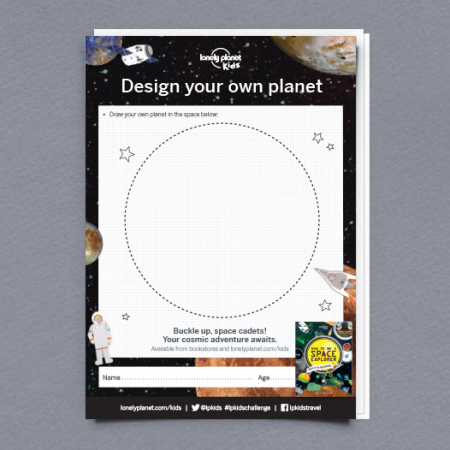 lonely planet
kids
Design your own planet
• Draw your own planet in the space below:
Buckle up, space cadets!
Your cosmic adventure awaits.
Available from bookstores and lonelyplanet.com/kids
HOW TO BE A
SPACE
EXPLORER
Name
Age
lonelyplanet.com/kids | @lpkids #lpkidschallenge | lpkidstravel